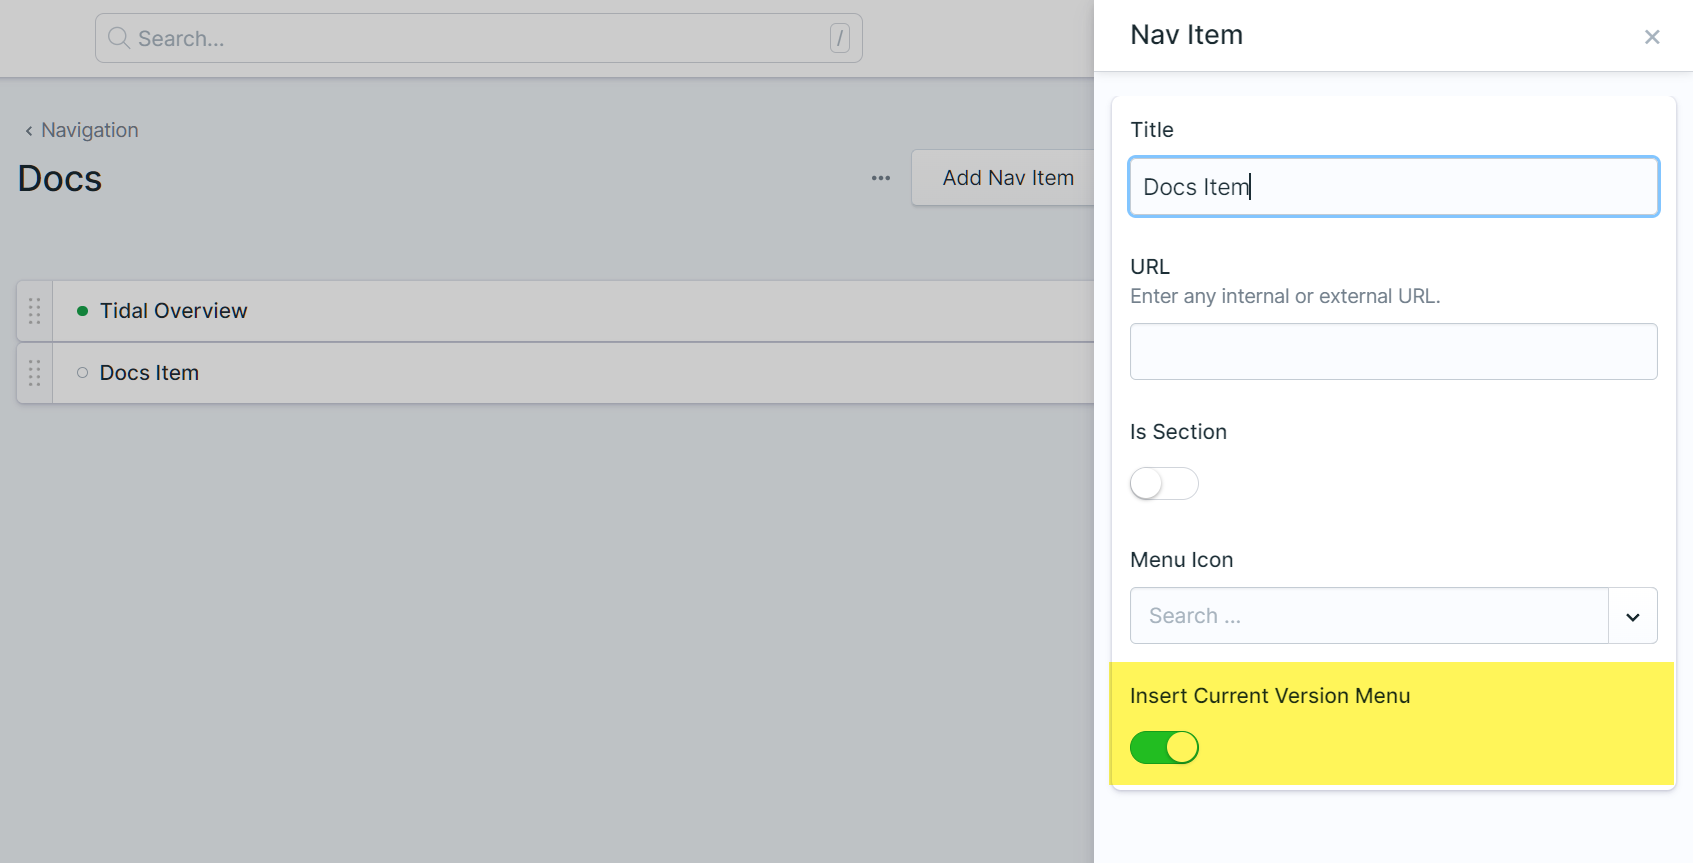 Search...
/
Navigation
Docs
Add Nav Item
Tidal Overview
Docs Item
Nav Item
Title
Docs Item
URL
Enter any internal or external URL.
Is Section
Menu Icon
Search ...
Insert Current Version Menu